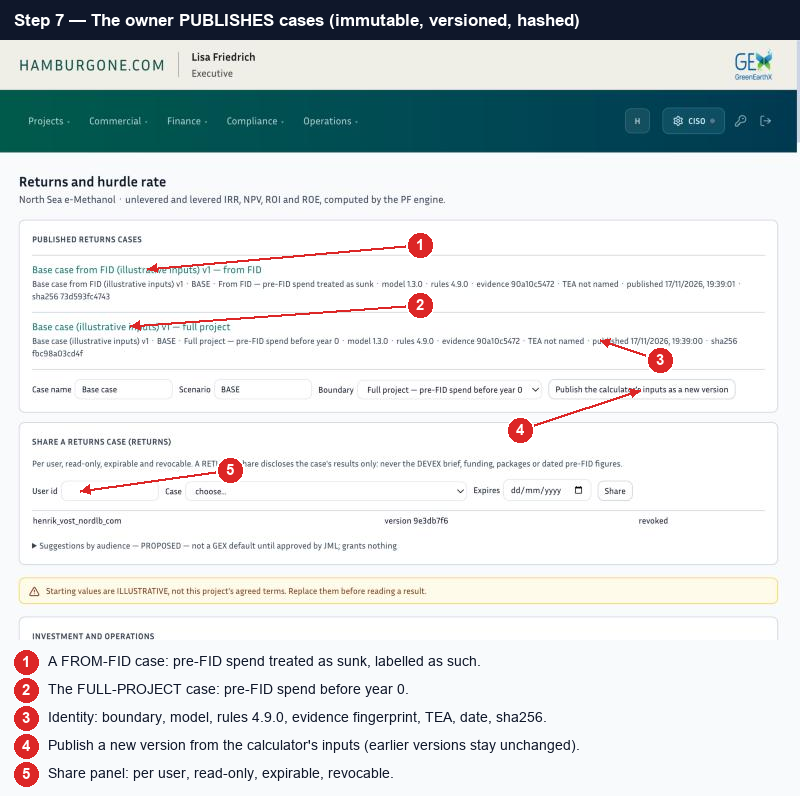 Step 7 — The owner PUBLISHES cases (immutable, versioned, hashed)
HAMBURGONE.COM
Lisa Friedrich
Executive
GEX
GreenEarthX
Projects
Commercial
Finance
Compliance
Operations
H
CISO
Returns and hurdle rate
North Sea e-Methanol · unlevered and levered IRR, NPV, ROI and ROE, computed by the PF engine.
PUBLISHED RETURNS CASES
1
Base case from FID (illustrative inputs) v1 — from FID
Base case from FID (illustrative inputs) v1 · BASE · From FID — pre-FID spend treated as sunk · model 1.3.0 · rules 4.9.0 · evidence 90a10c5472 · TEA not named · published 17/11/2026, 19:39:01 ·
sha256 73d593fc4743
2
Base case (illustrative inputs) v1 — full project
Base case (illustrative inputs) v1 · BASE · Full project — pre-FID spend before year 0 · model 1.3.0 · rules 4.9.0 · evidence 90a10c5472 · TEA not named · published 17/11/2026, 19:39:00 · sha256
fbc98a03cd4f
3
Case name Base case Scenario BASE Boundary Full project — pre-FID spend before year 0 Publish the calculator's inputs as a new version
4
SHARE A RETURNS CASE (RETURNS)
Per user, read-only, expirable and revocable. A share discloses the case's results only: never the DEVEX brief, funding, packages or dated pre-FID figures.
5
User id Case choose… Expires dd/mm/yyyy Share
henrik_vost_nordlb_com version 9e3db7f6 revoked
Suggestions by audience — PROPOSED — not a GEX default until approved by JML; grants nothing
Starting values are ILLUSTRATIVE, not this project's agreed terms. Replace them before reading a result.
INVESTMENT AND OPERATIONS
1 A FROM-FID case: pre-FID spend treated as sunk, labelled as such.
2 The FULL-PROJECT case: pre-FID spend before year 0.
3 Identity: boundary, model, rules 4.9.0, evidence fingerprint, TEA, date, sha256.
4 Publish a new version from the calculator's inputs (earlier versions stay unchanged).
5 Share panel: per user, read-only, expirable, revocable.